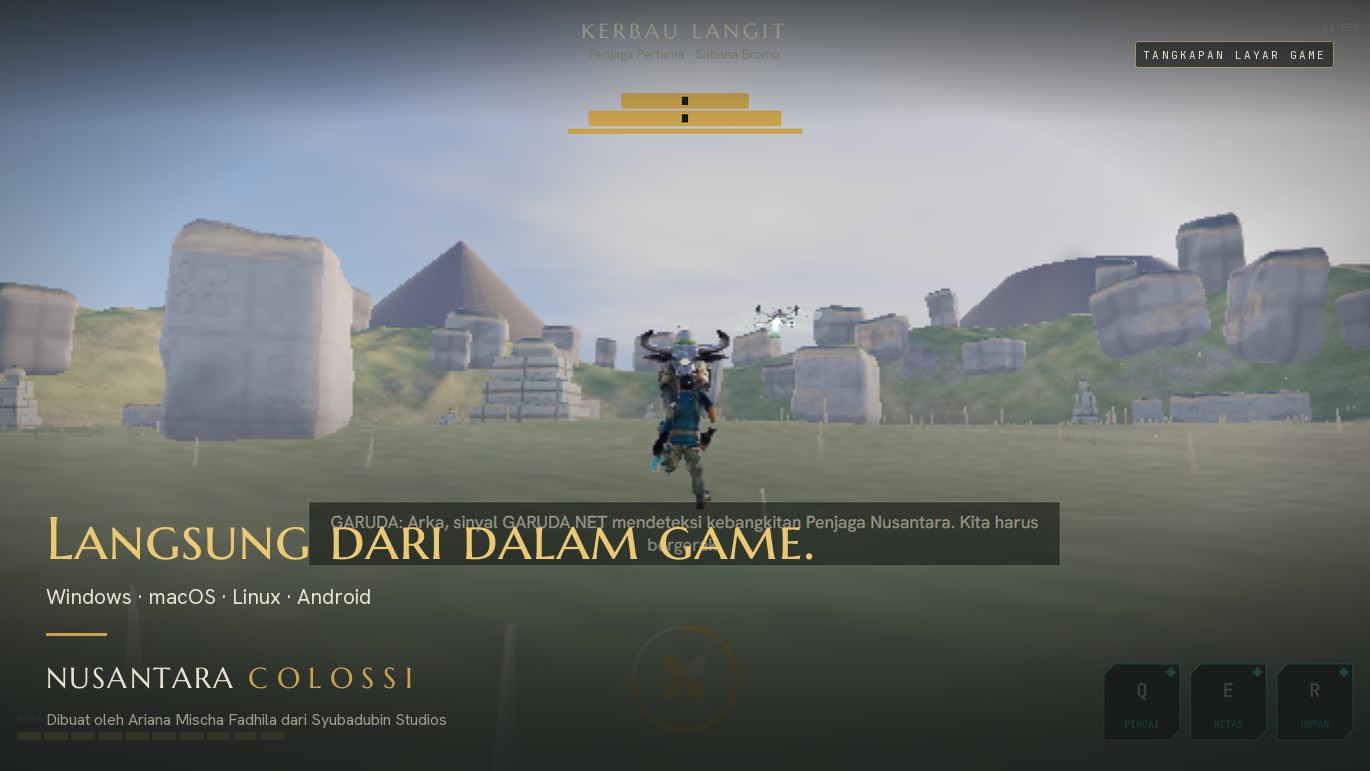 KERBAU LANGIT
Penjaga Pertama · Sabana Bromo
33 FPS
TANGKAPAN LAYAR GAME
GARUDA: Arka, sinyal GARUDA.NET mendeteksi kebangkitan Penjaga Nusantara. Kita harus
bergerak.
LANGSUNG DARI DALAM GAME.
Windows · macOS · Linux · Android
NUSANTARA COLOSSI
Dibuat oleh Ariana Mischa Fadhila dari Syubadubin Studios
Q
PINDAI
E
RETAS
R
UMPAN